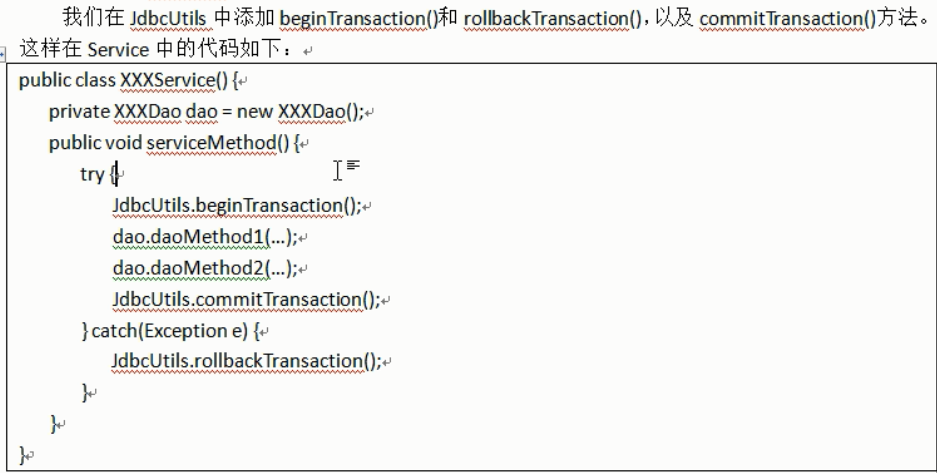 我们在 JdbcUtils 中添加 beginTransaction()和 rollbackTransaction(),以及 commitTransaction()方法。
这样在 Service 中的代码如下:
public class XXXService() {
private XXXDao dao = new XXXDao();
public void serviceMethod() {
try {
JdbcUtils.beginTransaction();
dao.daoMethod1(…);
dao.daoMethod2(…);
JdbcUtils.commitTransaction();
} catch(Exception e) {
JdbcUtils.rollbackTransaction();
}
}
}